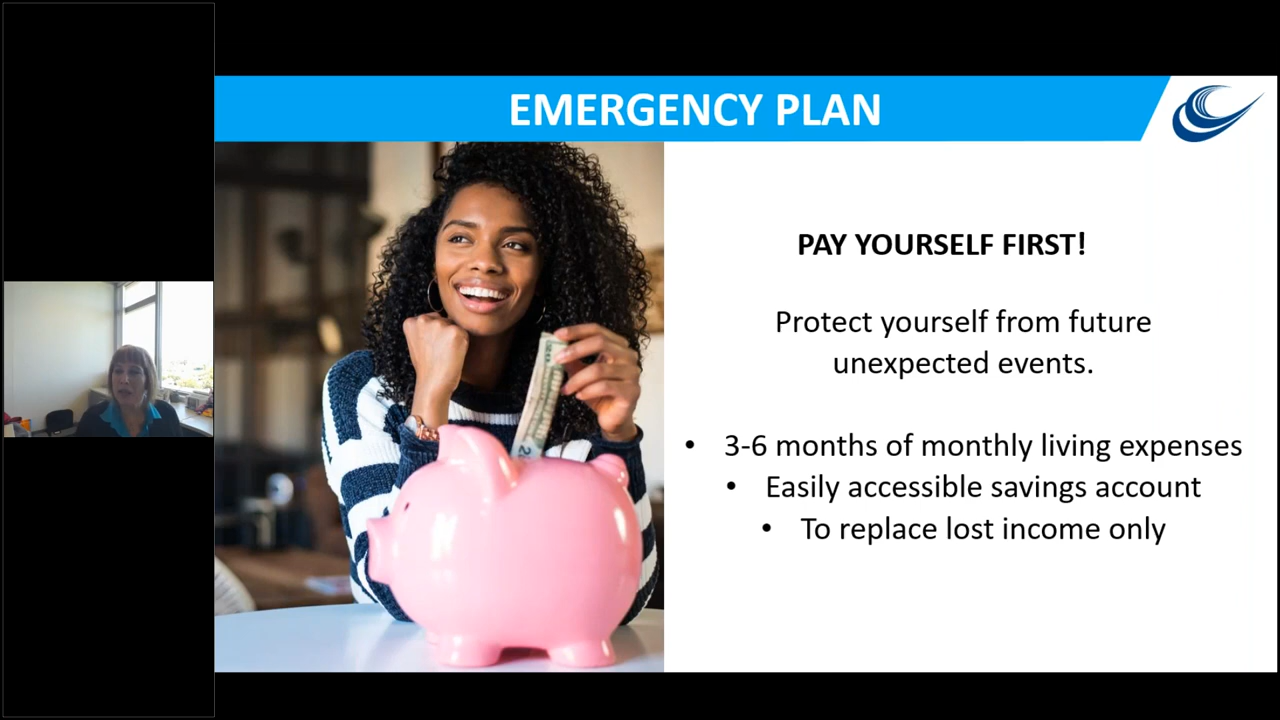 EMERGENCY PLAN
PAY YOURSELF FIRST!
Protect yourself from future
unexpected events.
• 3-6 months of monthly living expenses
• Easily accessible savings account
• To replace lost income only